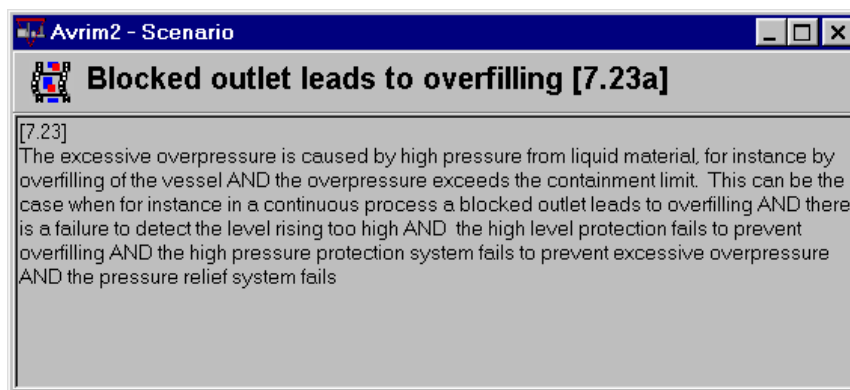 Avrim2 - Scenario
Blocked outlet leads to overfilling [7.23a]
[7.23]
The excessive overpressure is caused by high pressure from liquid material, for instance by
overfilling of the vessel AND the overpressure exceeds the containment limit.  This can be the
case when for instance in a continuous process a blocked outlet leads to overfilling AND there
is a failure to detect the level rising too high AND  the high level protection fails to prevent
overfilling AND the high pressure protection system fails to prevent excessive overpressure
AND the pressure relief system fails